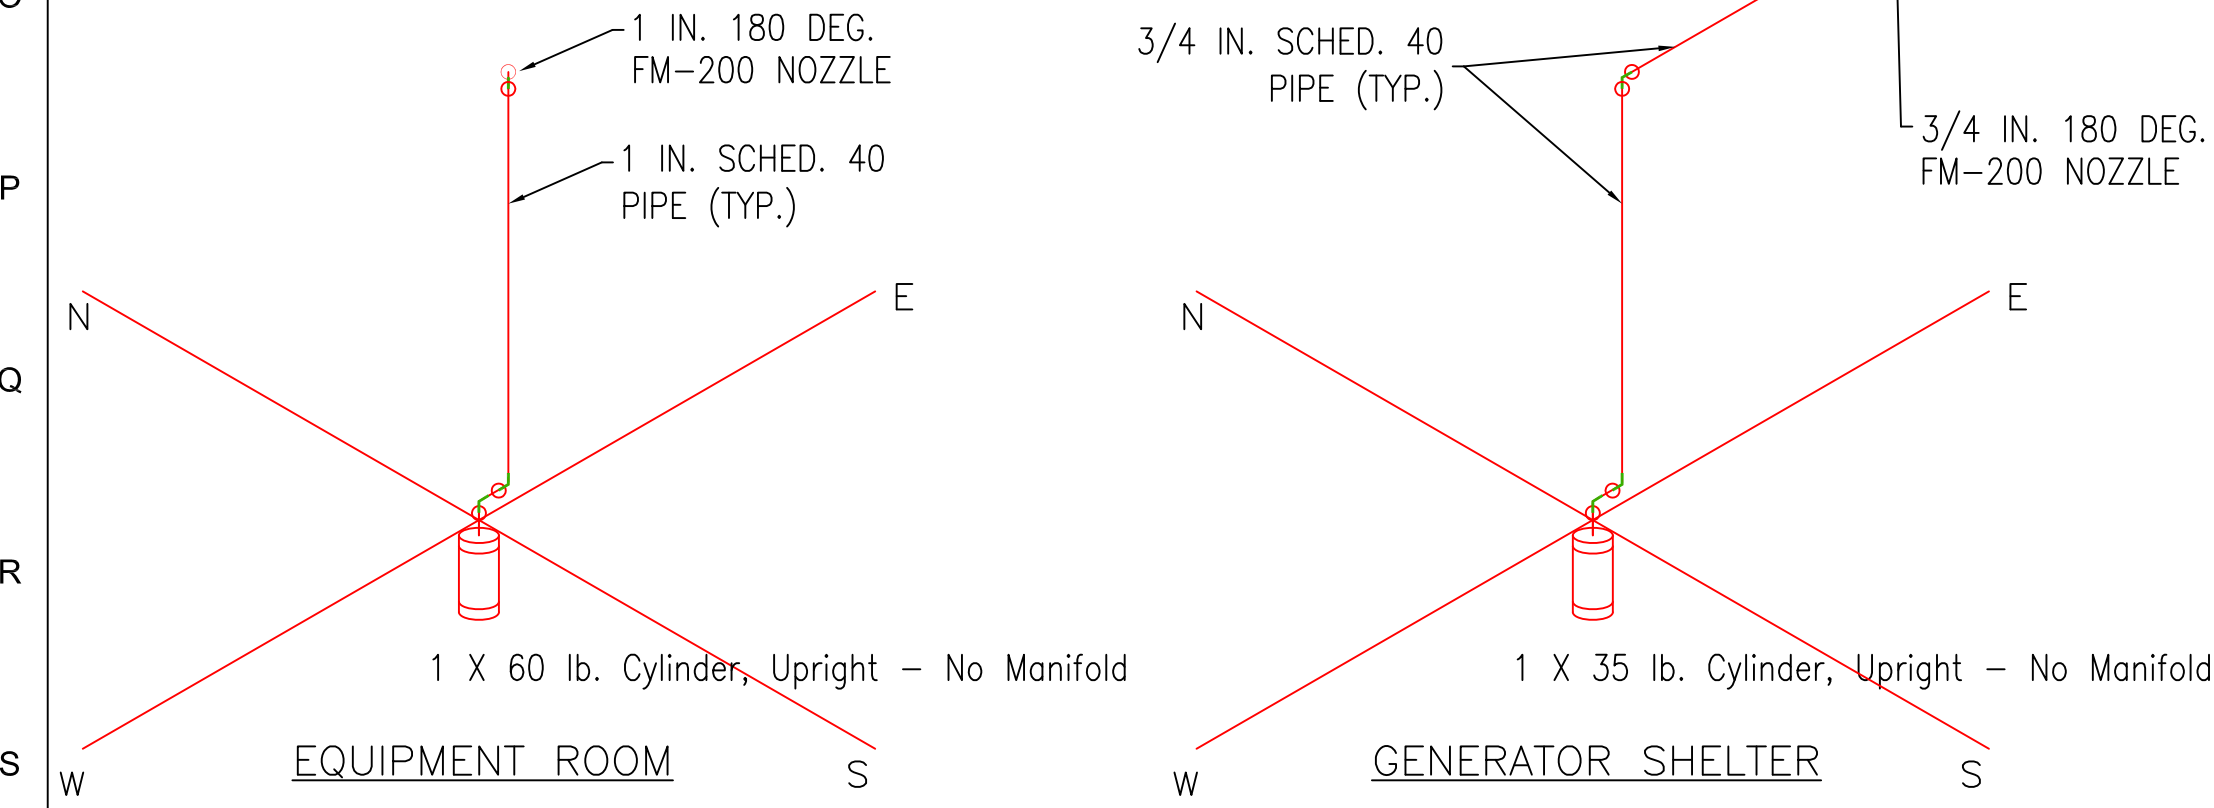 1 IN. 180 DEG.
FM-200 NOZZLE
1 IN. SCHED. 40
PIPE (TYP.)
N
E
1 X 60 lb. Cylinder, Upright - No Manifold
W
EQUIPMENT ROOM
S
3/4 IN. SCHED. 40
PIPE (TYP.)
3/4 IN. 180 DEG.
FM-200 NOZZLE
N
E
1 X 35 lb. Cylinder, Upright - No Manifold
W
GENERATOR SHELTER
S
P
Q
R
S